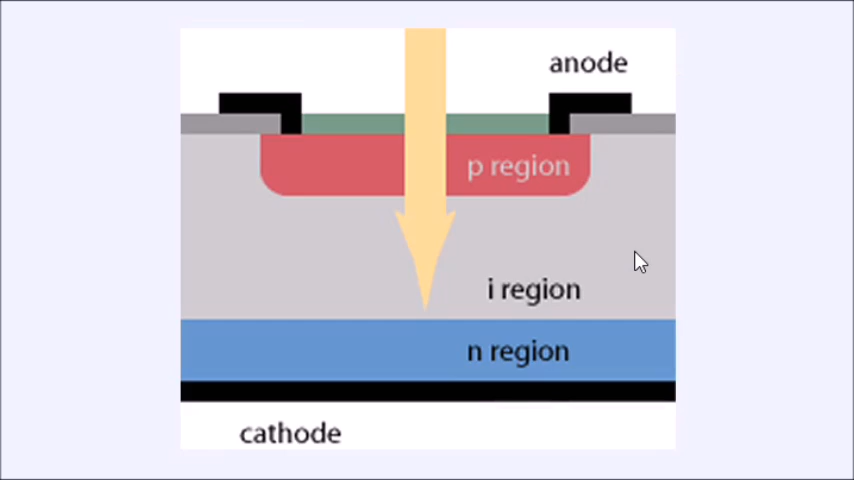 anode
p region
i region
n region
cathode